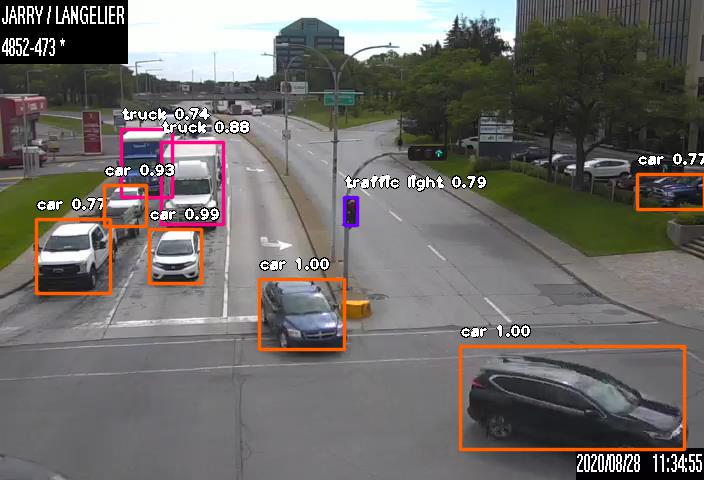 JARRY / LANGELIER
4852-473 *
truck 0.74
truck 0.88
car 0.77
car 0.93
traffic light 0.79
car 0.77
car 0.99
car 1.00
car 1.00
2020/08/28 11:34:55